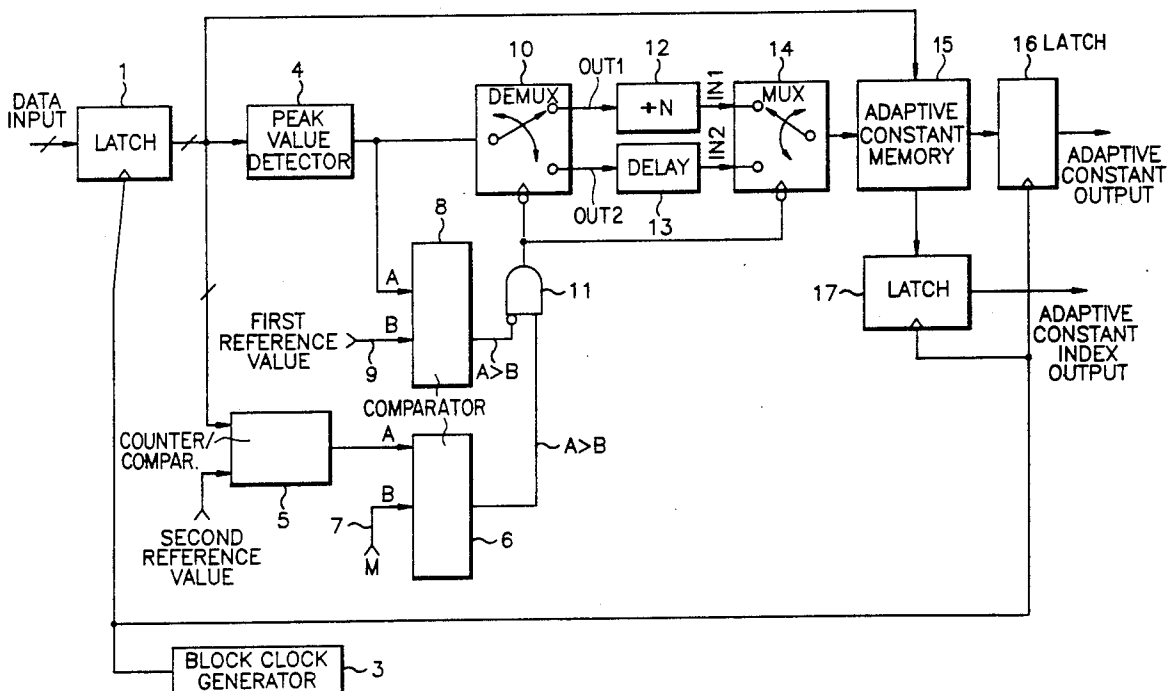 1
4
10
12
14
15
16 LATCH
DATA
INPUT
LATCH
PEAK
VALUE
DETECTOR
DEMUX
OUT1
+N
IN1
MUX
ADAPTIVE
CONSTANT
MEMORY
ADAPTIVE
CONSTANT
OUTPUT
OUT2
DELAY
IN2
13
8
A
11
17
LATCH
ADAPTIVE
CONSTANT
INDEX
OUTPUT
FIRST
REFERENCE
VALUE
B
9
A>B
COMPARATOR
COUNTER/
COMPAR.
A
A>B
5
B
7
M
6
SECOND
REFERENCE
VALUE
BLOCK CLOCK
GENERATOR
3